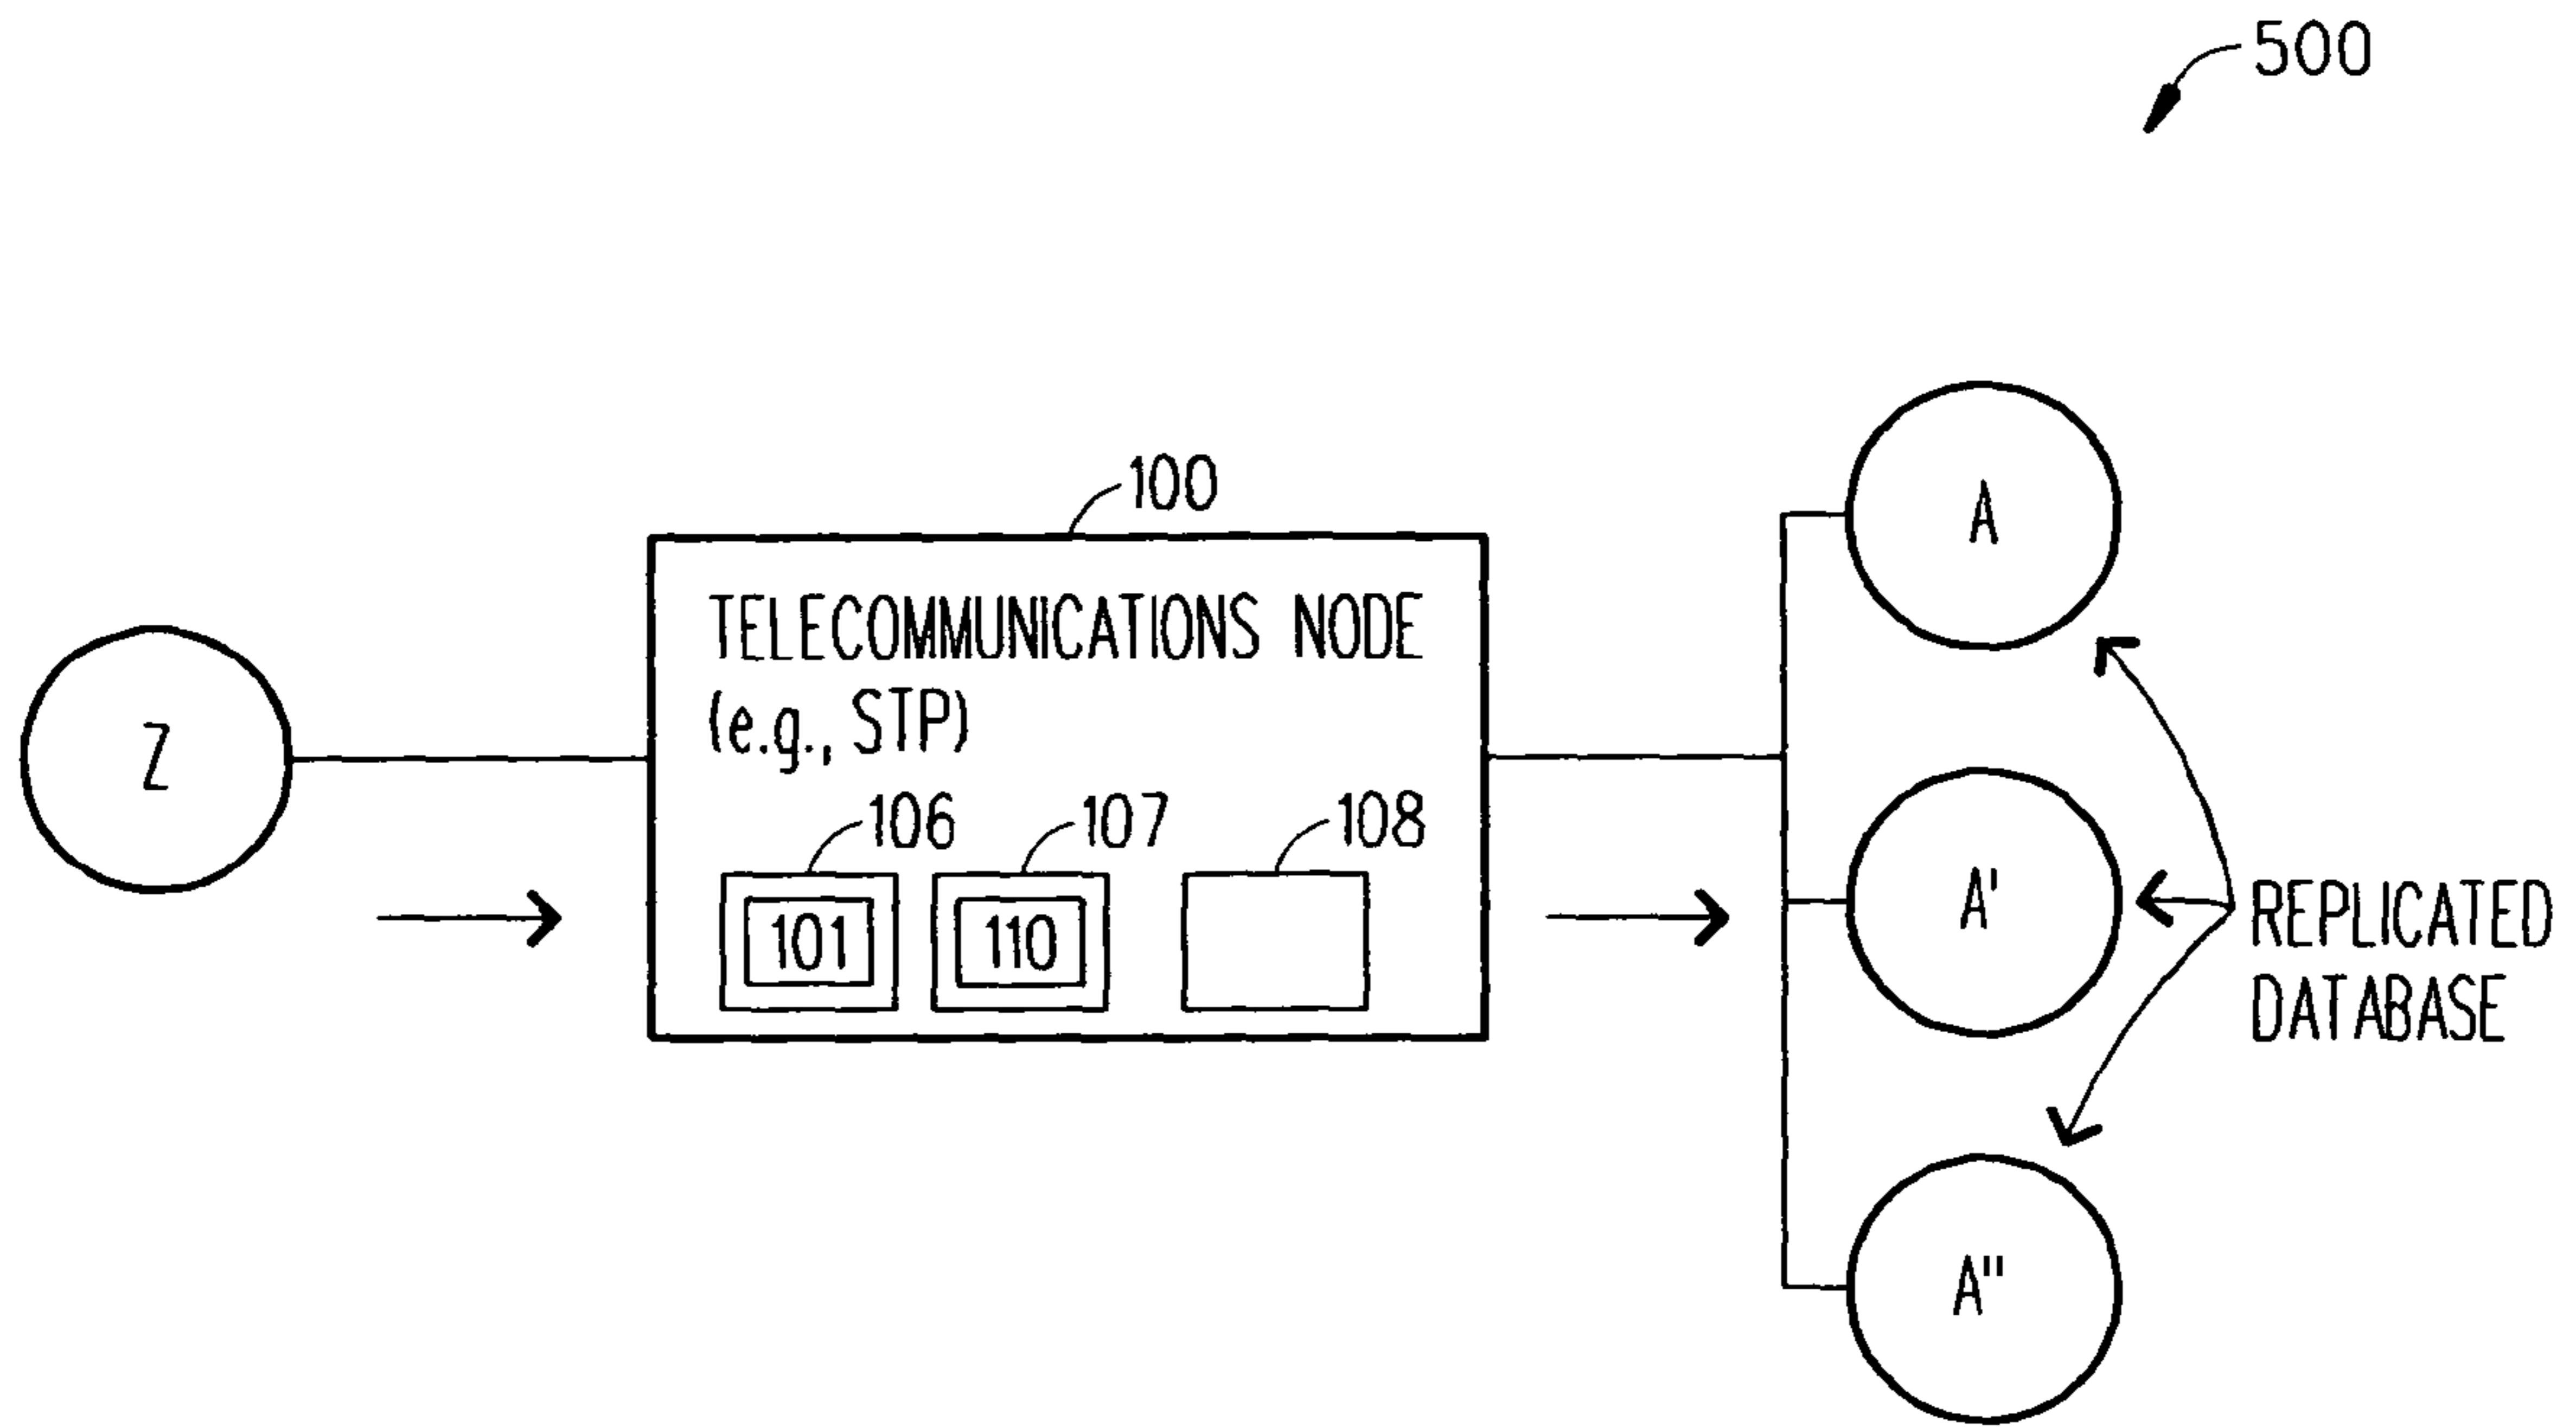 500
100
TELECOMMUNICATIONS NODE
(e.g., STP)
106
107
108
101
110
Z
A
A'
A"
REPLICATED
DATABASE